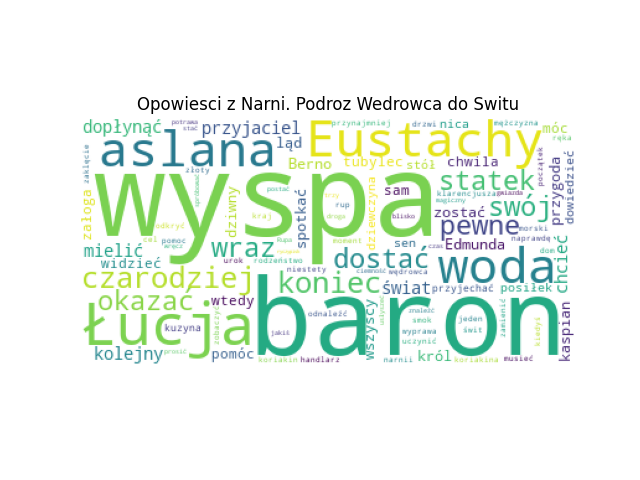 Opowiesci z Narni. Podroz Wedrowca do Switu
dopłynąć
przyjaciel
przynajmniej
drzwi
nica
mężczyzna
móc
ręka
potrawa
stać
aslana
ląd
Eustachy
Berno
tubylec
stół
chwila
początek
przygoda
dowiedzieć
zaklęcie
złoty
wyspa
sam
statek
klarencjusza
gwiazda
magiczny
swój
załoga
dziwny
postać
kraj
spotkać
dziewczyna
droga
blisko
zostać
pewne
morski
odkryć
cel
pomoc
wręcz
wraz
moment
sen
Edmunda
naprawdę
chcieć
mielić
widzieć
urok
rodzeństwo
dostać
czas
woda
dom
czarodziej
niestety
ciemność
wędrowca
koniec
świat
przyjechać
posiłek
okazać
wtedy
odnaleźć
wszyscy
znaleźć
smok
jeden
świt
zamienić
kiedyś
kaspian
Łucja
kuzyna
zobaczyć
jakiś
baron
wyprawa
uczynić
kolejny
prosić
pomóc
koriakin
handlarz
narnii
król
koriakina
musieć
rup